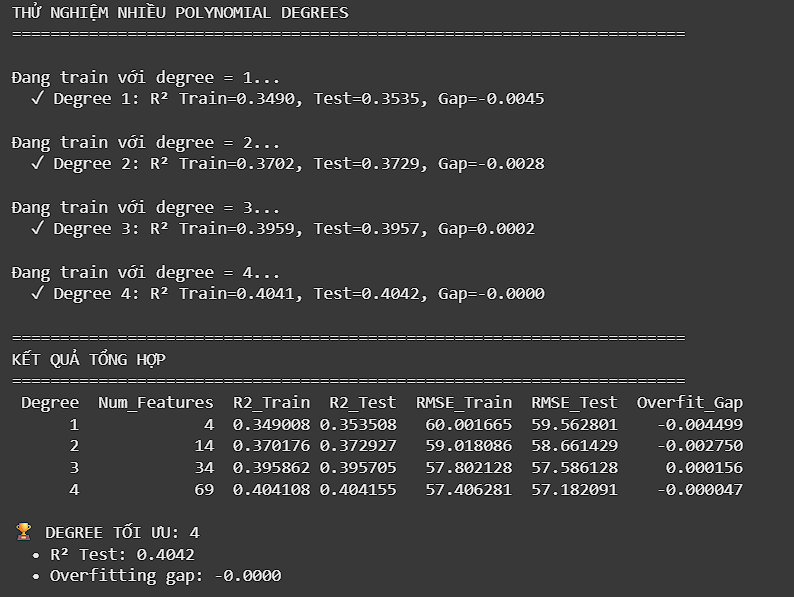 THỬ NGHIỆM NHIỀU POLYNOMIAL DEGREES
======================================================================
Đang train với degree = 1...
✓ Degree 1: R² Train=0.3490, Test=0.3535, Gap=-0.0045
Đang train với degree = 2...
✓ Degree 2: R² Train=0.3702, Test=0.3729, Gap=-0.0028
Đang train với degree = 3...
✓ Degree 3: R² Train=0.3959, Test=0.3957, Gap=0.0002
Đang train với degree = 4...
✓ Degree 4: R² Train=0.4041, Test=0.4042, Gap=-0.0000
======================================================================
KẾT QUẢ TỔNG HỢP
======================================================================
Degree Num_Features R2_Train R2_Test RMSE_Train RMSE_Test Overfit_Gap
1 4 0.349008 0.353508 60.001665 59.562801 -0.004499
2 14 0.370176 0.372927 59.018086 58.661429 -0.002750
3 34 0.395862 0.395705 57.802128 57.586128 0.000156
4 69 0.404108 0.404155 57.406281 57.182091 -0.000047
🏆 DEGREE TỐI ƯU: 4
• R² Test: 0.4042
• Overfitting gap: -0.0000